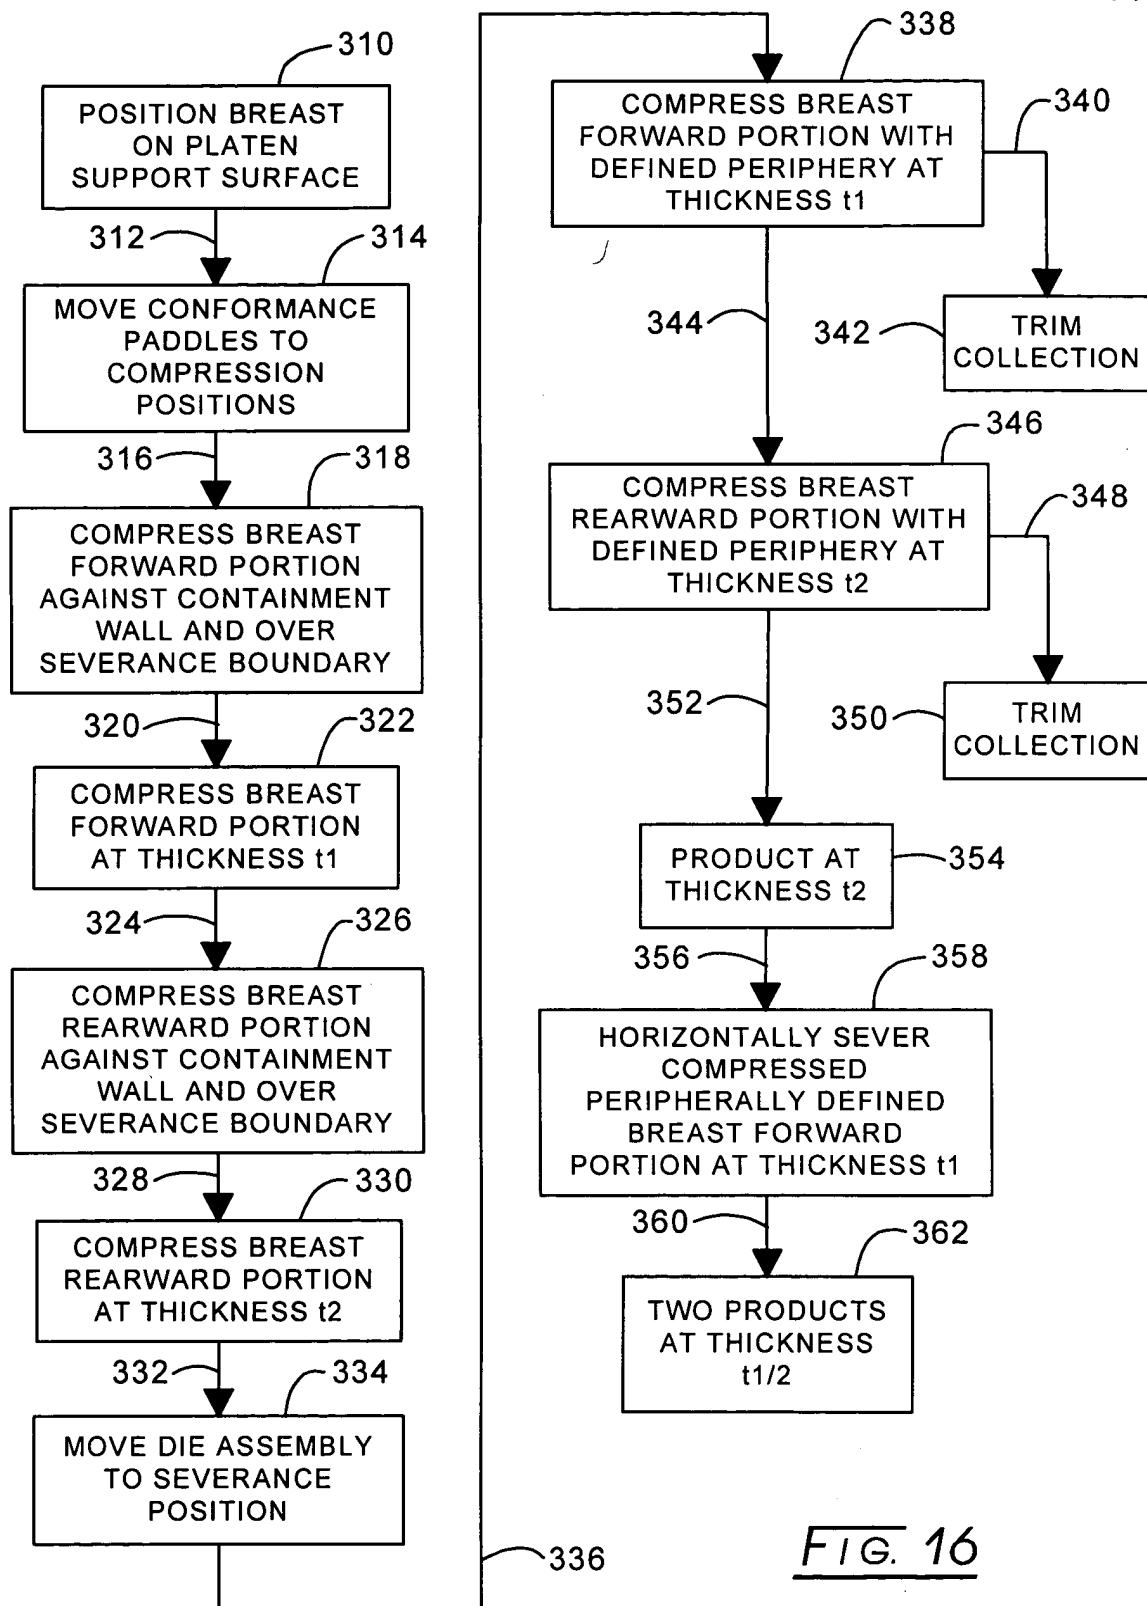 310
POSITION BREAST
ON PLATEN
SUPPORT SURFACE
312
314
MOVE CONFORMANCE
PADDLES TO
COMPRESSION
POSITIONS
316
318
COMPRESS BREAST
FORWARD PORTION
AGAINST CONTAINMENT
WALL AND OVER
SEVERANCE BOUNDARY
320
322
COMPRESS BREAST
FORWARD PORTION
AT THICKNESS t1
324
326
COMPRESS BREAST
REARWARD PORTION
AGAINST CONTAINMENT
WALL AND OVER
SEVERANCE BOUNDARY
328
330
COMPRESS BREAST
REARWARD PORTION
AT THICKNESS t2
332
334
MOVE DIE ASSEMBLY
TO SEVERANCE
POSITION
336
338
COMPRESS BREAST
FORWARD PORTION WITH
DEFINED PERIPHERY AT
THICKNESS t1
340
342
TRIM
COLLECTION
344
346
COMPRESS BREAST
REARWARD PORTION WITH
DEFINED PERIPHERY AT
THICKNESS t2
348
350
TRIM
COLLECTION
352
354
PRODUCT AT
THICKNESS t2
356
358
HORIZONTALLY SEVER
COMPRESSED
PERIPHERALLY DEFINED
BREAST FORWARD
PORTION AT THICKNESS t1
360
362
TWO PRODUCTS
AT THICKNESS
t1/2
FIG. 16